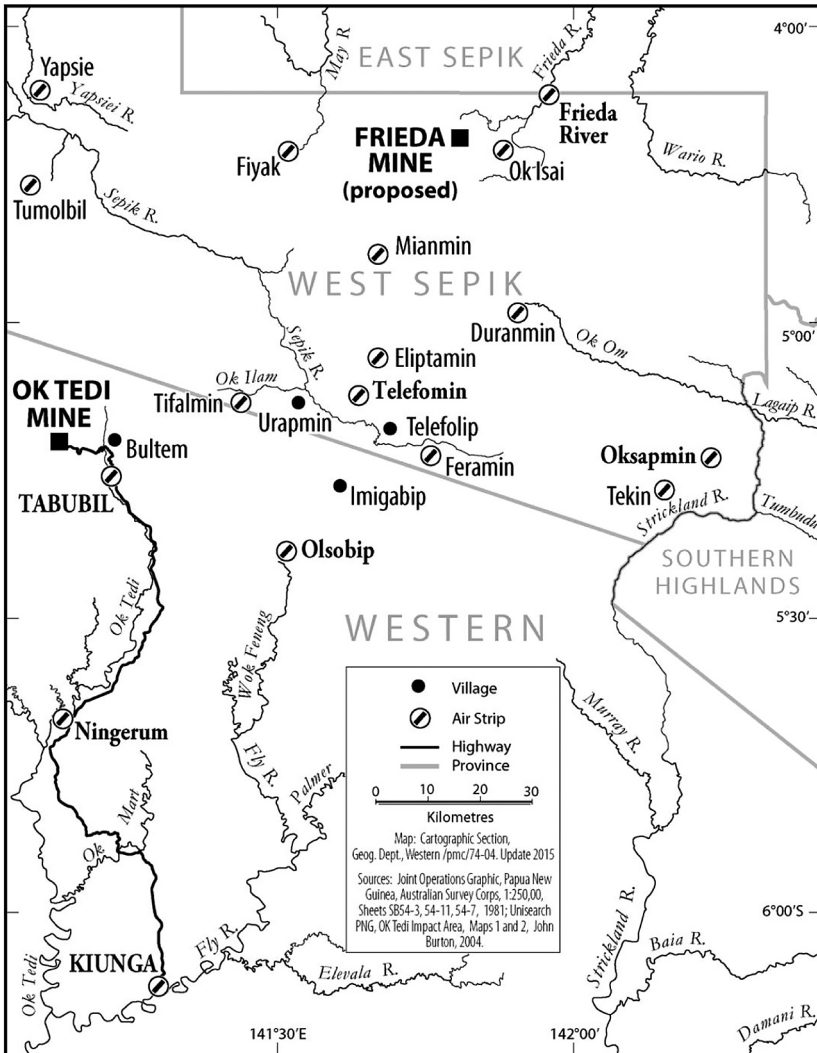 4°00'
EAST SEPIK
May R
Frieda R.
Yapsie
Yapsiei R.
Frieda
River
FRIEDA
MINE
(proposed)
Fiyak
Ok Isai
Wario R.
Tumolbil
Sepik R.
Mianmin
WEST SEPIK
Duranmin
5°00'
Ok Om
Sepik R.
Eliptamin
Ok Ilam
Telefomin
OK TEDI
MINE
Tifalmin
Urapmin
Lagaip R.
Telefolip
Bultem
Feramin
Oksapmin
TABUBIL
Imigabip
Tekin
Strickland R.
Tumbudu
Olsobip
SOUTHERN
HIGHLANDS
Ok Tedi
5°30'
WESTERN
Wok Feneng
Village
Air Strip
Murray R.
Ningerum
Highway
Province
Fly R.
Palmer
0 10 20 30
Kilometres
Ok Mart
Map: Cartographic Section,
Geog. Dept., Western /pmc/74-04. Update 2015
Sources: Joint Operations Graphic, Papua New
Guinea, Australian Survey Corps, 1:250,00,
Sheets SB54-3, 54-11, 54-7, 1981; Unisearch
PNG, OK Tedi Impact Area, Maps 1 and 2, John
Burton, 2004.
6°00'S
Fly R.
Strickland R.
Baia R.
KIUNGA
Elevala R.
Ok Tedi
Damani R.
141°30'E
142°00'